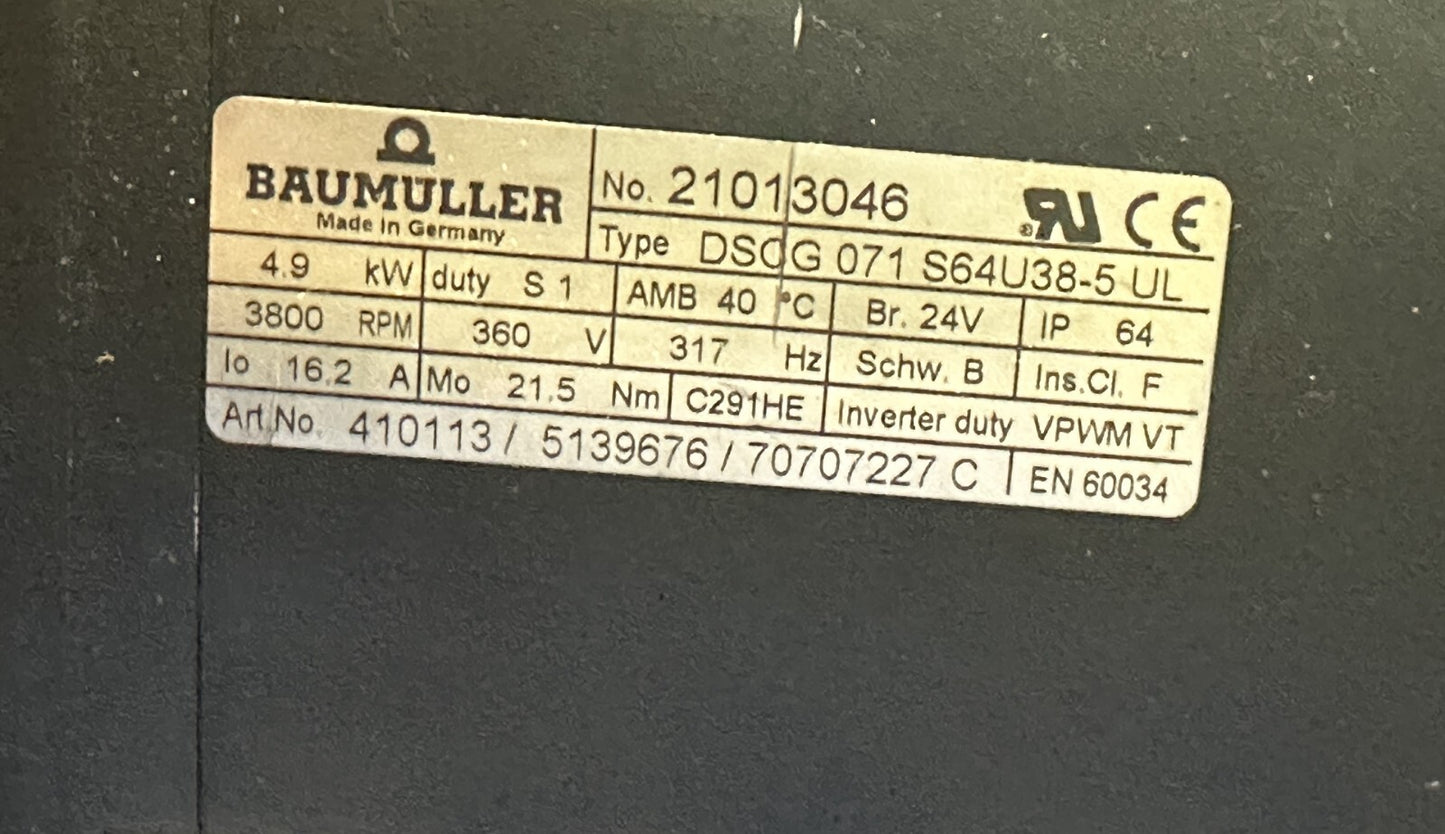 BAUMÜLLER
Made in Germany
No. 21013046
Type DSCG 071 S64U38-5 UL
4.9 kW duty S 1 AMB 40 °C Br. 24V IP 64
3800 RPM 360 V 317 Hz Schw. B Ins.Cl. F
Io 16.2 A Mo 21.5 Nm C291HE Inverter duty VPWM VT
Art.No. 410113 / 5139676 / 70707227 C EN 60034